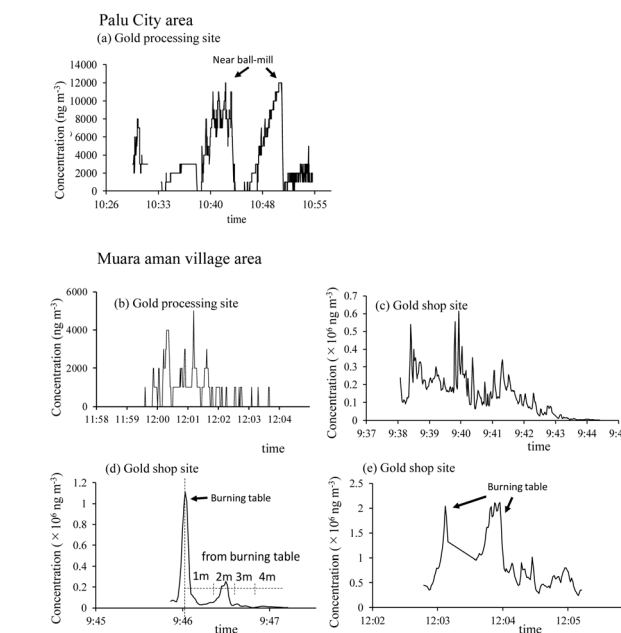 Palu City area
(a) Gold processing site
Near ball-mill
Concentration (ng m-3)
14000
12000
10000
8000
6000
4000
2000
0
10:26 10:33 10:40 10:48 10:55
time
Muara aman village area
(b) Gold processing site
Concentration (ng m-3)
6000
4000
2000
0
11:58 11:59 12:00 12:01 12:02 12:03 12:04
time
(c) Gold shop site
Concentration ( × 10⁶ ng m-3)
0.7
0.6
0.5
0.4
0.3
0.2
0.1
0
9:37 9:38 9:39 9:40 9:41 9:42 9:43 9:44
time
(d) Gold shop site
Burning table
from burning table
1m 2m 3m 4m
Concentration ( × 10⁶ ng m-3)
1.2
1
0.8
0.6
0.4
0.2
0
9:45 9:46 9:47
time
(e) Gold shop site
Burning table
Concentration ( × 10⁶ ng m-3)
2.5
2
1.5
1
0.5
0
12:02 12:03 12:04 12:05
time